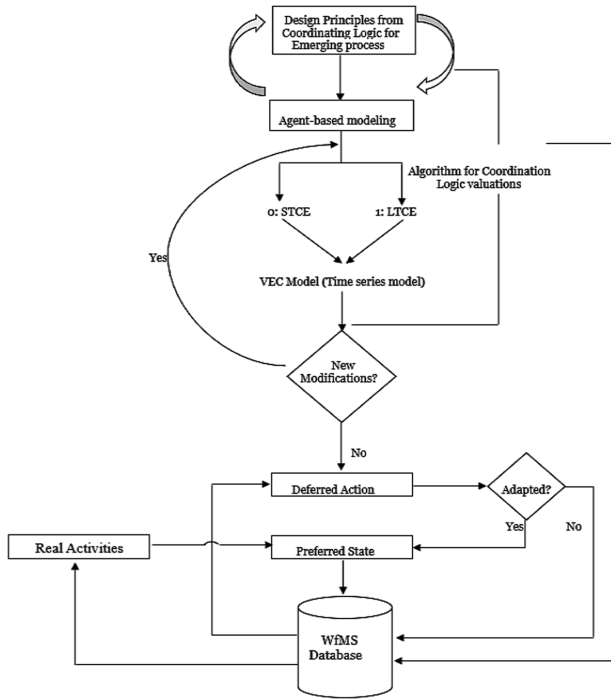 Design Principles from
Coordinating Logic for
Emerging process
Agent-based modeling
Algorithm for Coordination
Logic valuations
0: STCE
1: LTCE
Yes
VEC Model (Time series model)
New
Modifications?
No
Deferred Action
Adapted?
Yes
No
Real Activities
Preferred State
WfMS
Database